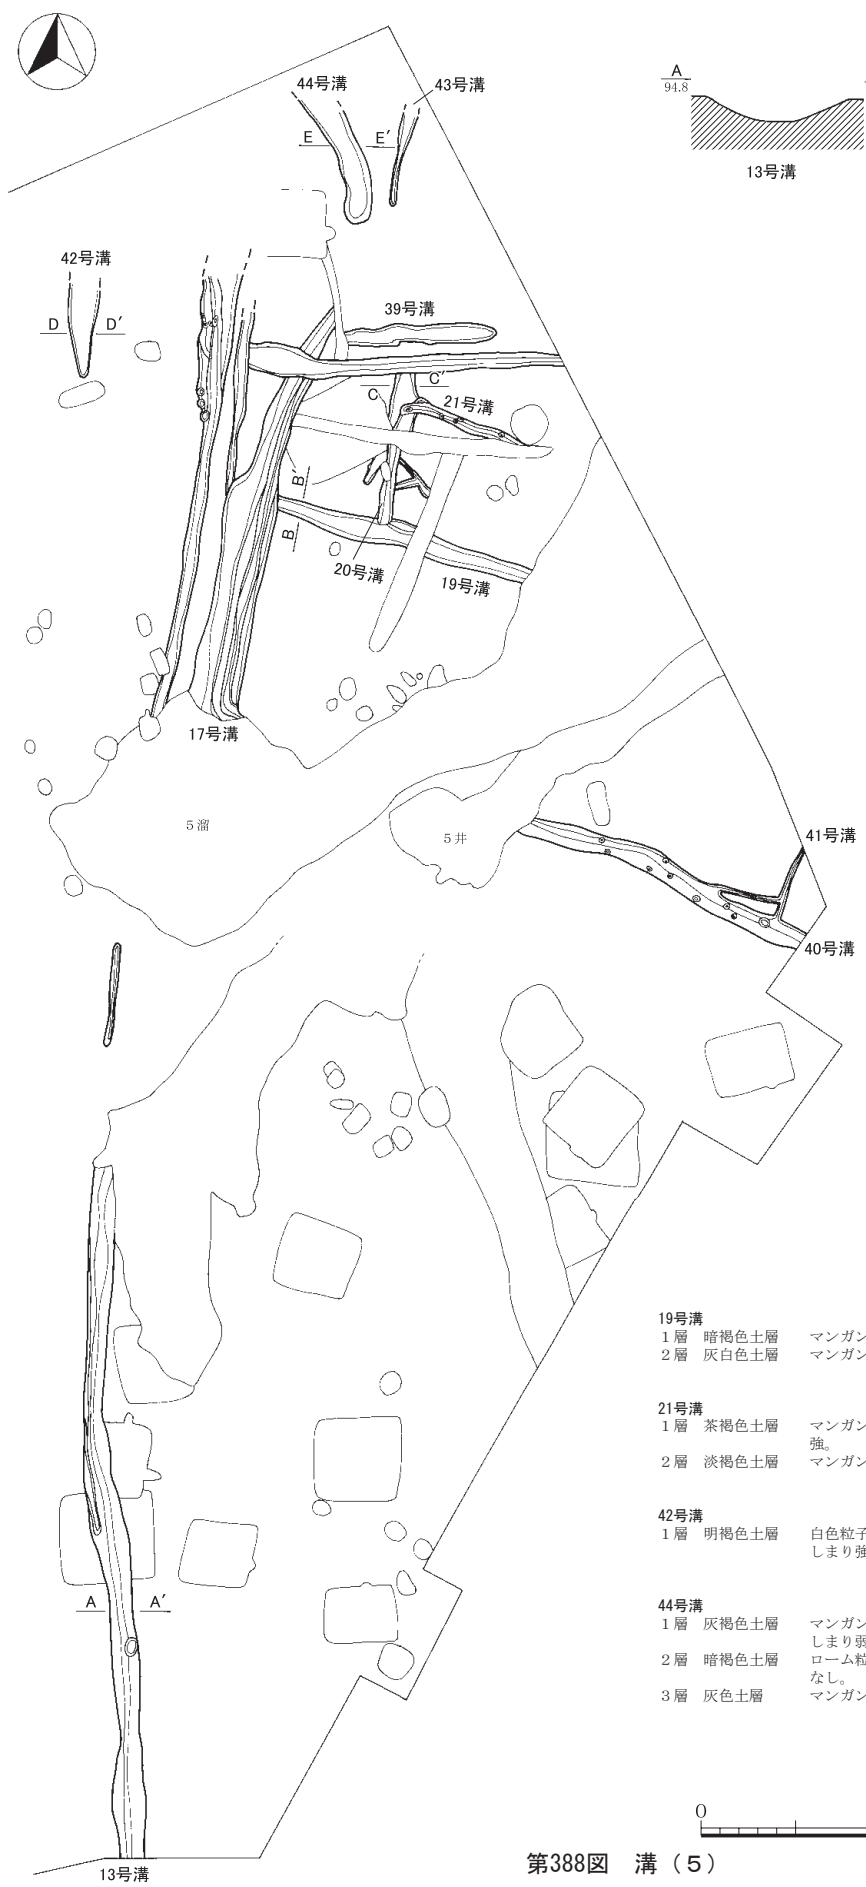 44号溝
43号溝
E E′
A
94.8
13号溝
42号溝
D D′
39号溝
C C′
21号溝
B′
B
20号溝
19号溝
17号溝
5溜
5井
41号溝
40号溝
19号溝
1層 暗褐色土層 マンガン
2層 灰白色土層 マンガン
21号溝
1層 茶褐色土層 マンガン
強。
2層 淡褐色土層 マンガン
42号溝
1層 明褐色土層 白色粒子
しまり強
44号溝
1層 灰褐色土層 マンガン
しまり弱
2層 暗褐色土層 ローム粒
なし。
3層 灰色土層 マンガン
A A′
0
13号溝
第388図 溝（5）